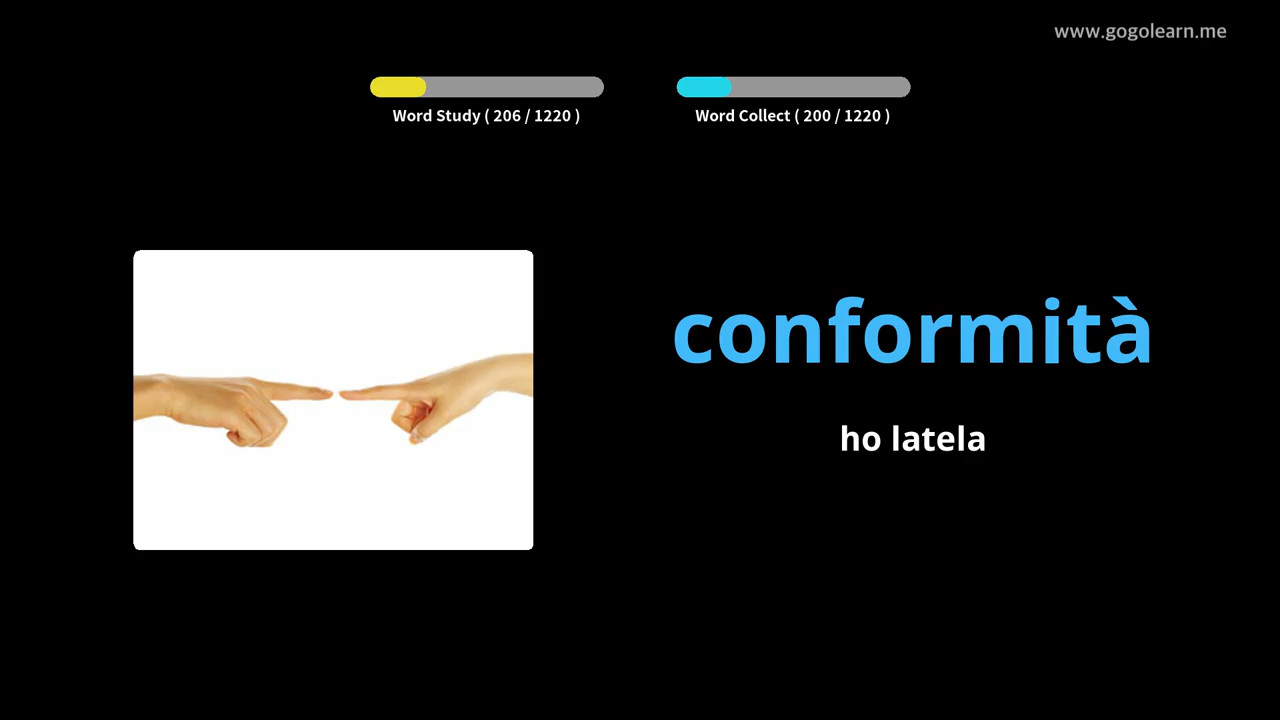 www.gogolearn.me
Word Study ( 206 / 1220 )
Word Collect ( 200 / 1220 )
conformità
ho latela